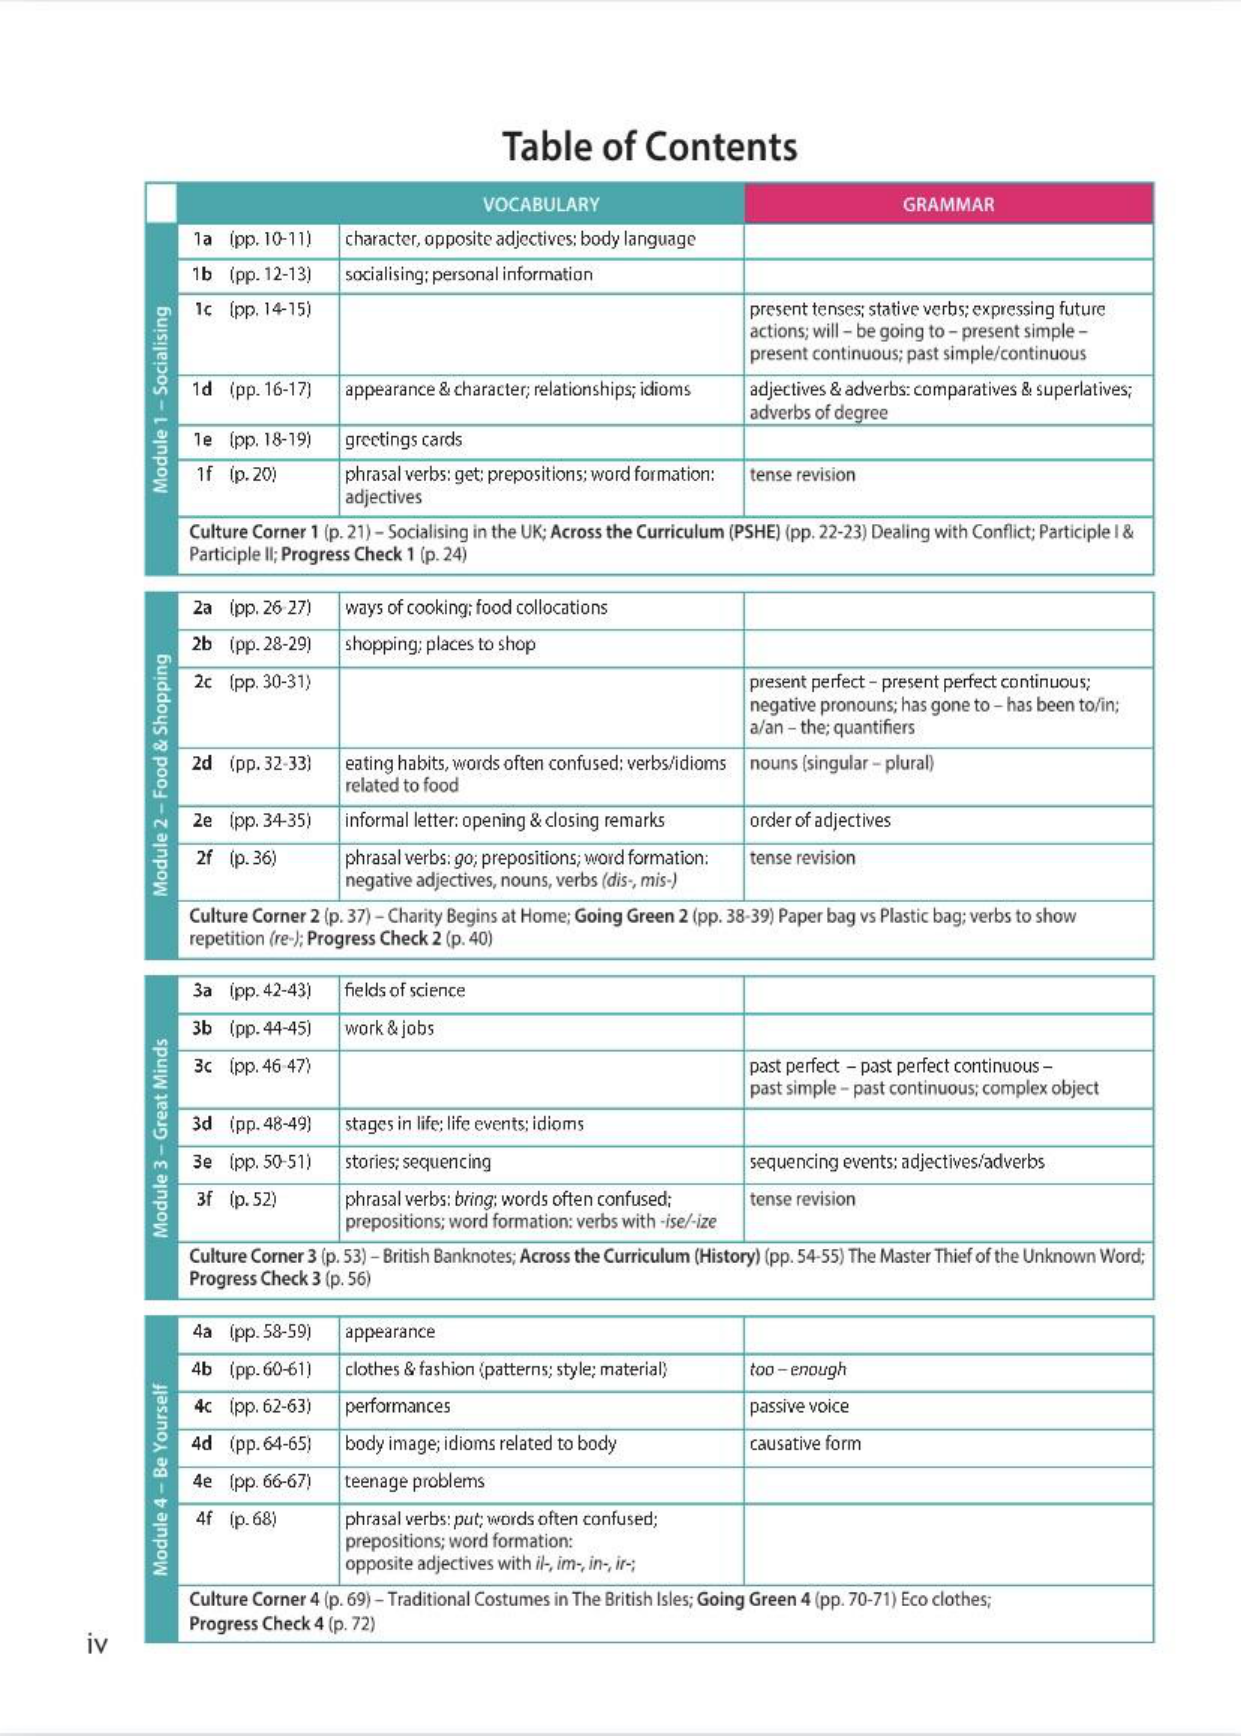 Table of Contents
VOCABULARY GRAMMAR
Module 1 – Socialising
1a (pp. 10-11) character, opposite adjectives; body language
1b (pp. 12-13) socialising; personal information
1c (pp. 14-15) present tenses; stative verbs; expressing future
actions; will – be going to – present simple –
present continuous; past simple/continuous
1d (pp. 16-17) appearance & character; relationships; idioms adjectives & adverbs: comparatives & superlatives;
adverbs of degree
1e (pp. 18-19) greetings cards
1f (p. 20) phrasal verbs: get; prepositions; word formation: tense revision
adjectives
Culture Corner 1 (p. 21) – Socialising in the UK; Across the Curriculum (PSHE) (pp. 22-23) Dealing with Conflict; Participle I &
Participle II; Progress Check 1 (p. 24)
Module 2 – Food & Shopping
2a (pp. 26-27) ways of cooking; food collocations
2b (pp. 28-29) shopping; places to shop
2c (pp. 30-31) present perfect – present perfect continuous;
negative pronouns; has gone to – has been to/in;
a/an – the; quantifiers
2d (pp. 32-33) eating habits, words often confused; verbs/idioms nouns (singular – plural)
related to food
2e (pp. 34-35) informal letter: opening & closing remarks order of adjectives
2f (p. 36) phrasal verbs: go; prepositions; word formation: tense revision
negative adjectives, nouns, verbs (dis-, mis-)
Culture Corner 2 (p. 37) – Charity Begins at Home; Going Green 2 (pp. 38-39) Paper bag vs Plastic bag; verbs to show
repetition (re-); Progress Check 2 (p. 40)
Module 3 – Great Minds
3a (pp. 42-43) fields of science
3b (pp. 44-45) work & jobs
3c (pp. 46-47) past perfect – past perfect continuous –
past simple – past continuous; complex object
3d (pp. 48-49) stages in life; life events; idioms
3e (pp. 50-51) stories; sequencing sequencing events; adjectives/adverbs
3f (p. 52) phrasal verbs: bring; words often confused; tense revision
prepositions; word formation: verbs with -ise/-ize
Culture Corner 3 (p. 53) – British Banknotes; Across the Curriculum (History) (pp. 54-55) The Master Thief of the Unknown Word;
Progress Check 3 (p. 56)
Module 4 – Be Yourself
4a (pp. 58-59) appearance
4b (pp. 60-61) clothes & fashion (patterns; style; material) too – enough
4c (pp. 62-63) performances passive voice
4d (pp. 64-65) body image; idioms related to body causative form
4e (pp. 66-67) teenage problems
4f (p. 68) phrasal verbs: put; words often confused;
prepositions; word formation:
opposite adjectives with il-, im-, in-, ir-;
Culture Corner 4 (p. 69) – Traditional Costumes in The British Isles; Going Green 4 (pp. 70-71) Eco clothes;
Progress Check 4 (p. 72)
iv